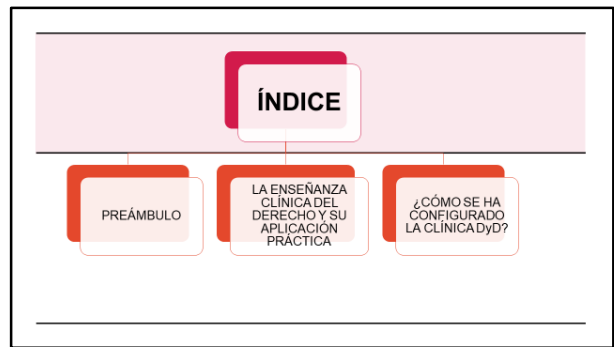 ÍNDICE
PREÁMBULO
LA ENSEÑANZA
CLÍNICA DEL
DERECHO Y SU
APLICACIÓN
PRÁCTICA
¿CÓMO SE HA
CONFIGURADO
LA CLÍNICA DyD?